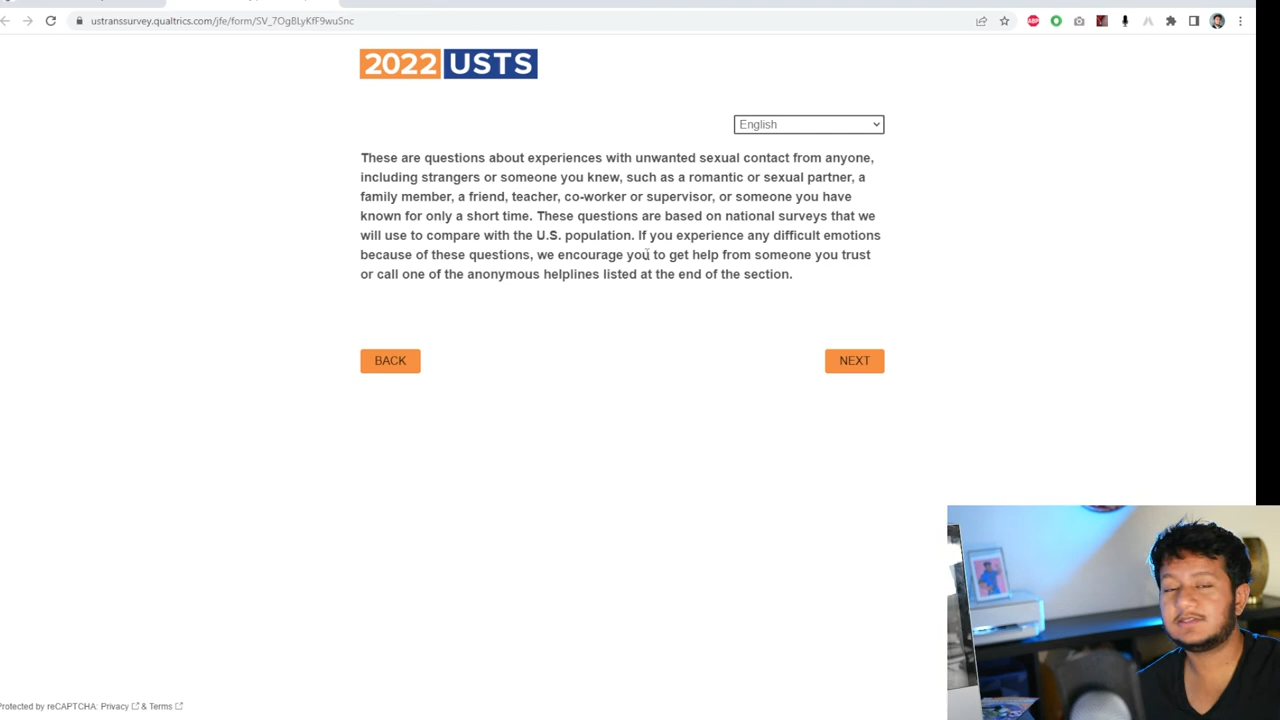 ustranssurvey.qualtrics.com/jfe/form/SV_7OgBLyKfF9wuSnc
ABP
2022 USTS
English
These are questions about experiences with unwanted sexual contact from anyone,
including strangers or someone you knew, such as a romantic or sexual partner, a
family member, a friend, teacher, co-worker or supervisor, or someone you have
known for only a short time. These questions are based on national surveys that we
will use to compare with the U.S. population. If you experience any difficult emotions
because of these questions, we encourage you to get help from someone you trust
or call one of the anonymous helplines listed at the end of the section.
BACK
NEXT
Protected by reCAPTCHA: Privacy & Terms